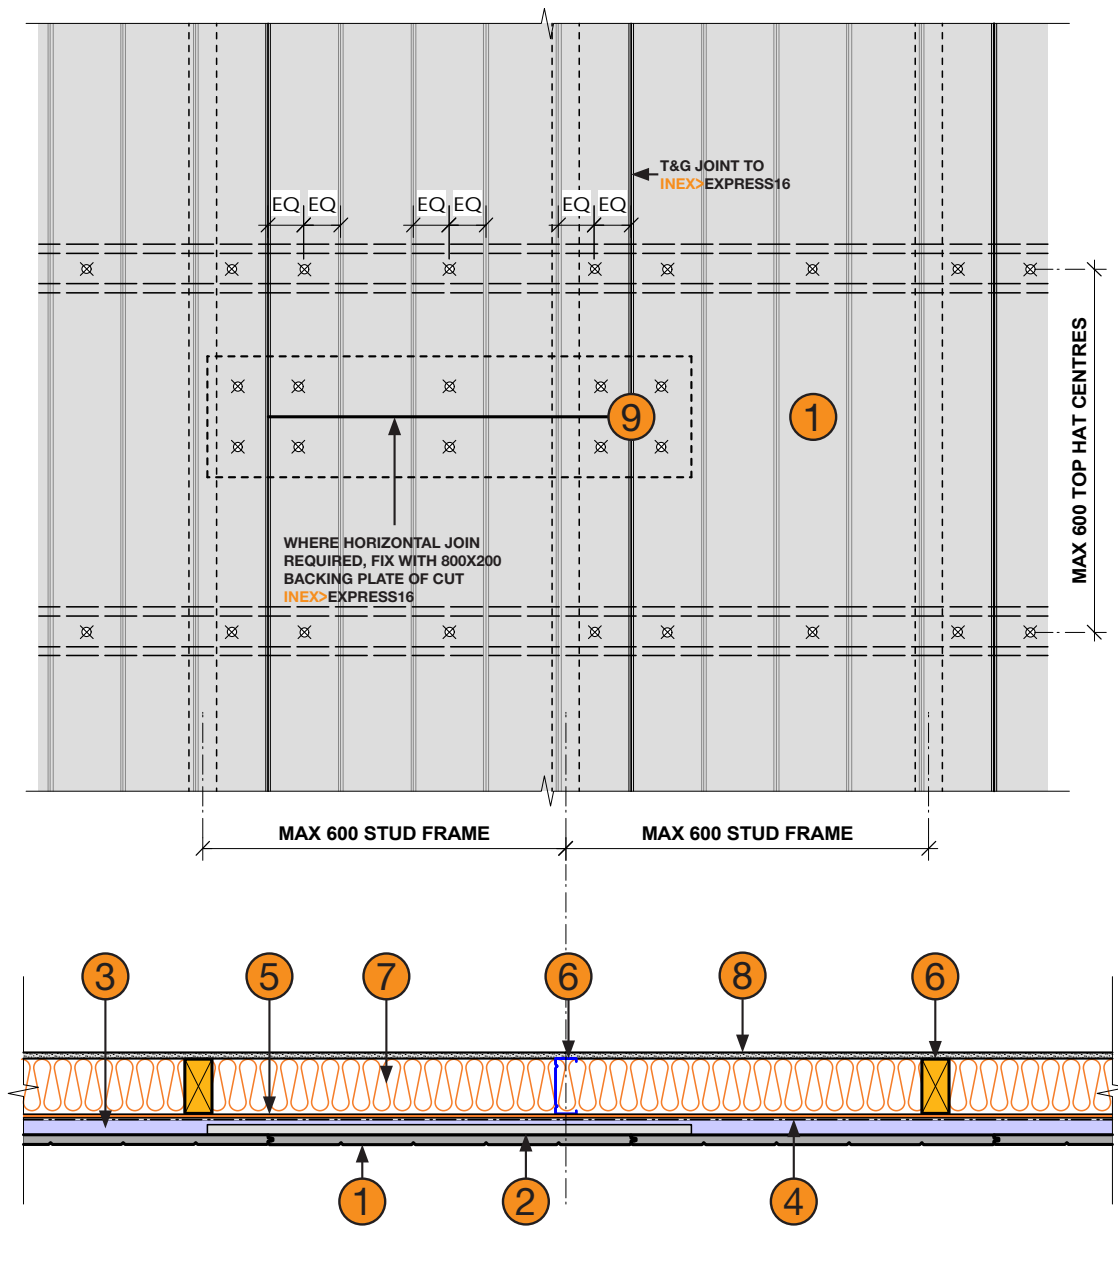 T&G JOINT TO
INEX>EXPRESS16
EQ EQ EQ EQ EQ EQ
9 1
MAX 600 TOP HAT CENTRES
WHERE HORIZONTAL JOIN
REQUIRED, FIX WITH 800X200
BACKING PLATE OF CUT
INEX>EXPRESS16
MAX 600 STUD FRAME MAX 600 STUD FRAME
3 5 7 6 8 6
1 2 4